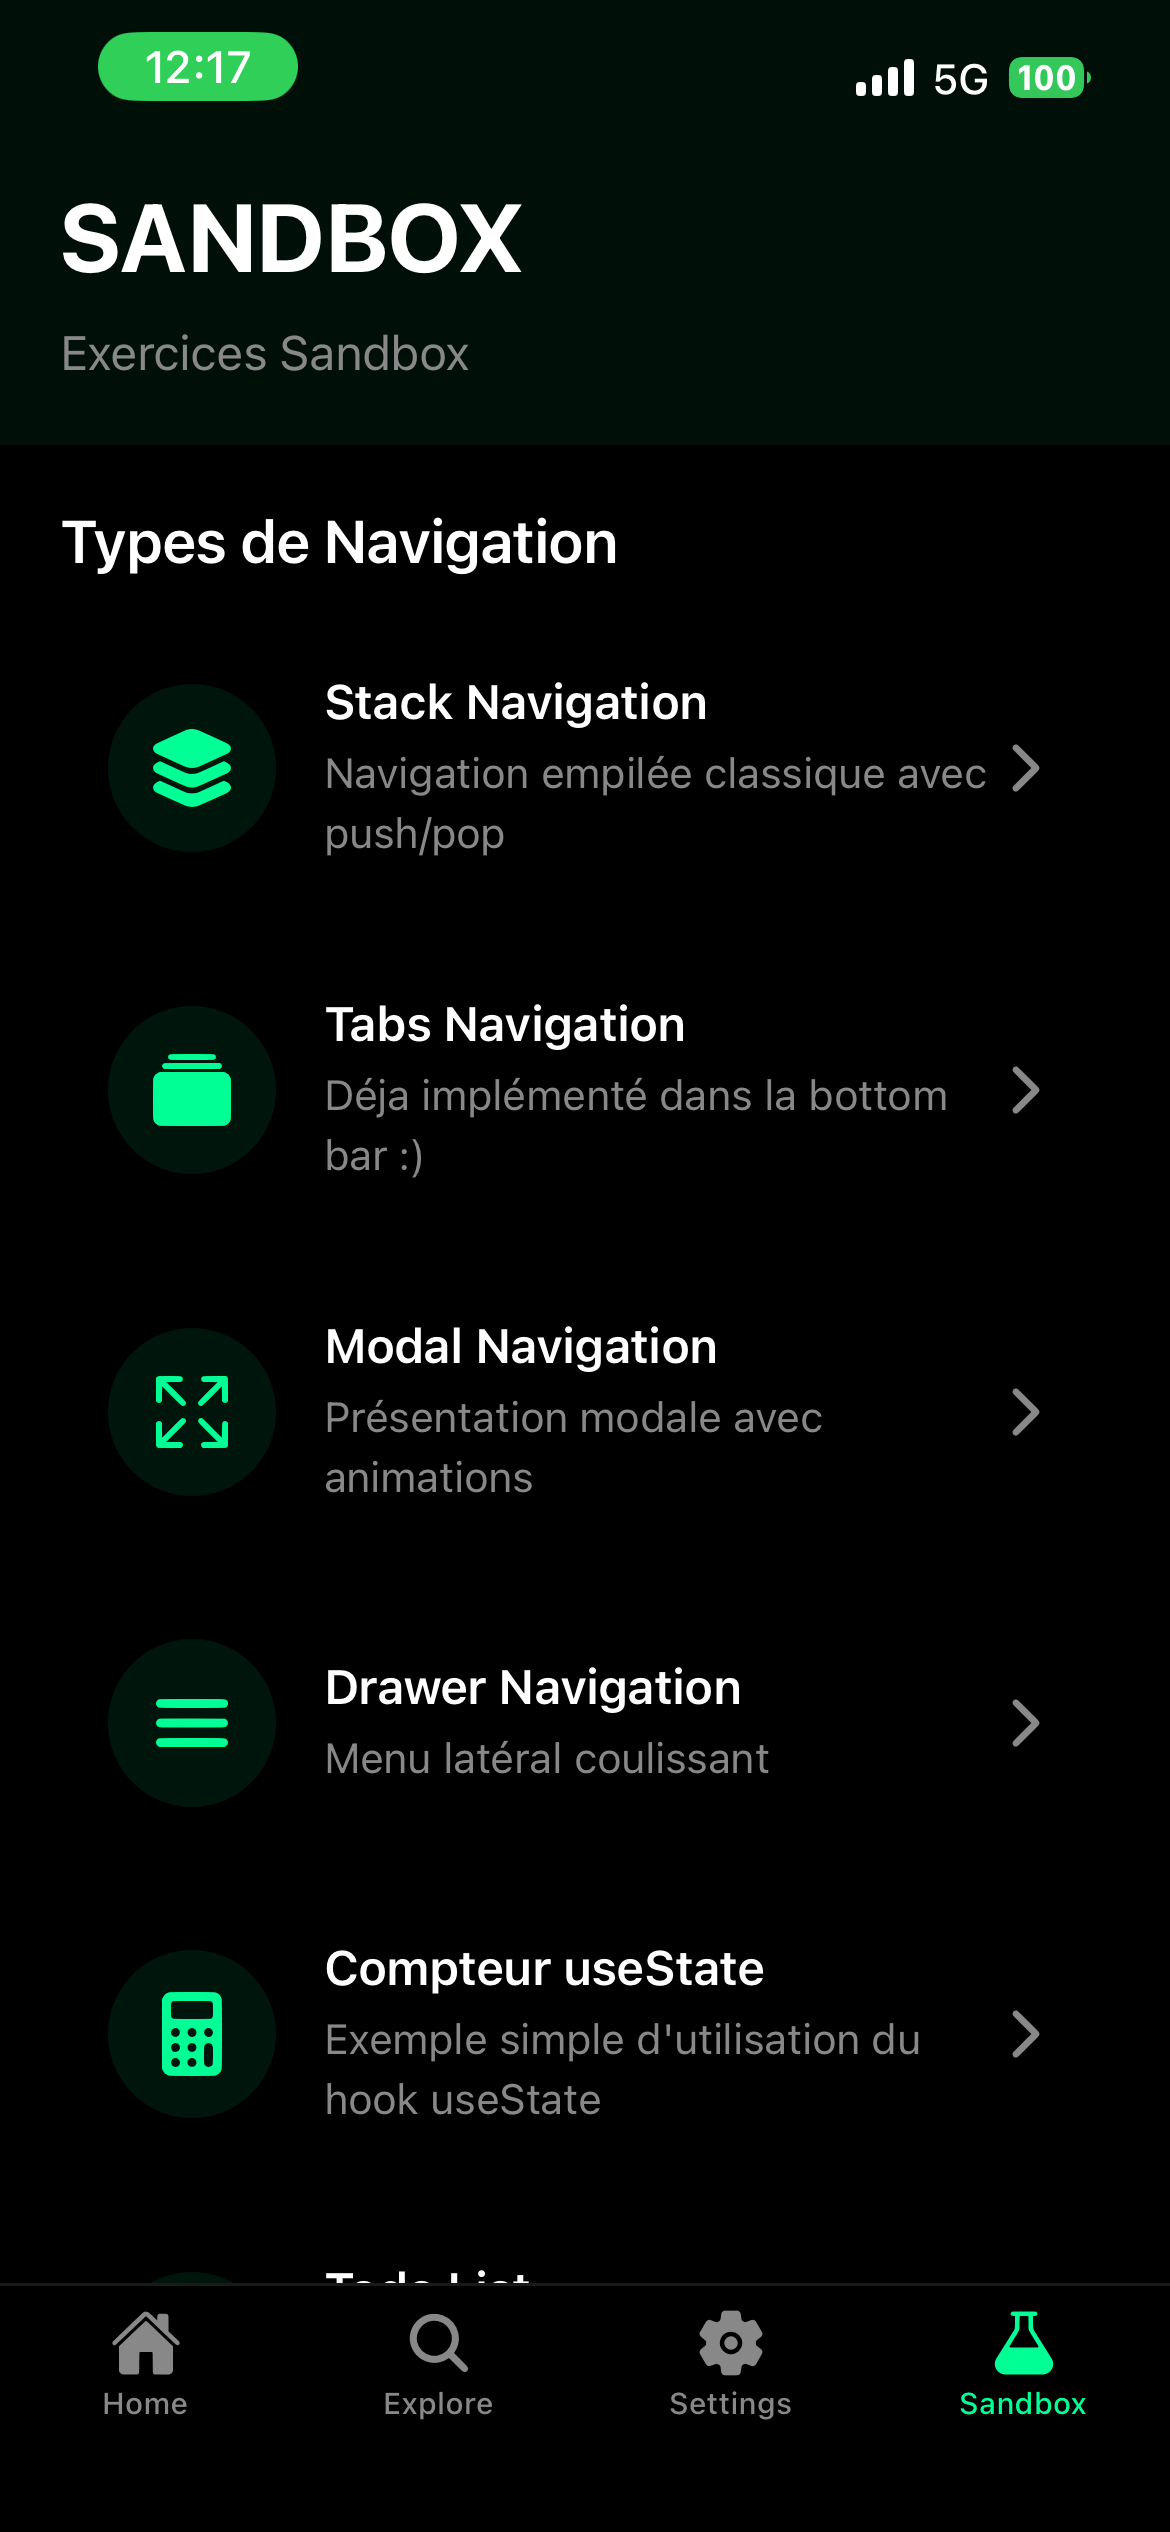 12:17
5G 100
SANDBOX
Exercices Sandbox
Types de Navigation
Stack Navigation
Navigation empilée classique avec
push/pop
Tabs Navigation
Déja implémenté dans la bottom
bar :)
Modal Navigation
Présentation modale avec
animations
Drawer Navigation
Menu latéral coulissant
Compteur useState
Exemple simple d'utilisation du
hook useState
Todo List
Home
Explore
Settings
Sandbox